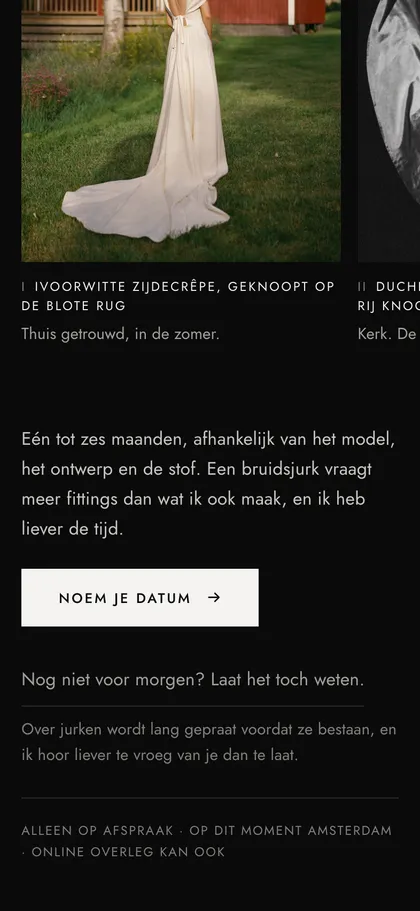 I IVOORWITTE ZIJDECRÊPE, GEKNOOPT OP
DE BLOTE RUG
Thuis getrouwd, in de zomer.
II DUCHE
RIJ KNOO
Kerk. De
Eén tot zes maanden, afhankelijk van het model,
het ontwerp en de stof. Een bruidsjurk vraagt
meer fittings dan wat ik ook maak, en ik heb
liever de tijd.
NOEM JE DATUM →
Nog niet voor morgen? Laat het toch weten.
Over jurken wordt lang gepraat voordat ze bestaan, en
ik hoor liever te vroeg van je dan te laat.
ALLEEN OP AFSPRAAK · OP DIT MOMENT AMSTERDAM
· ONLINE OVERLEG KAN OOK